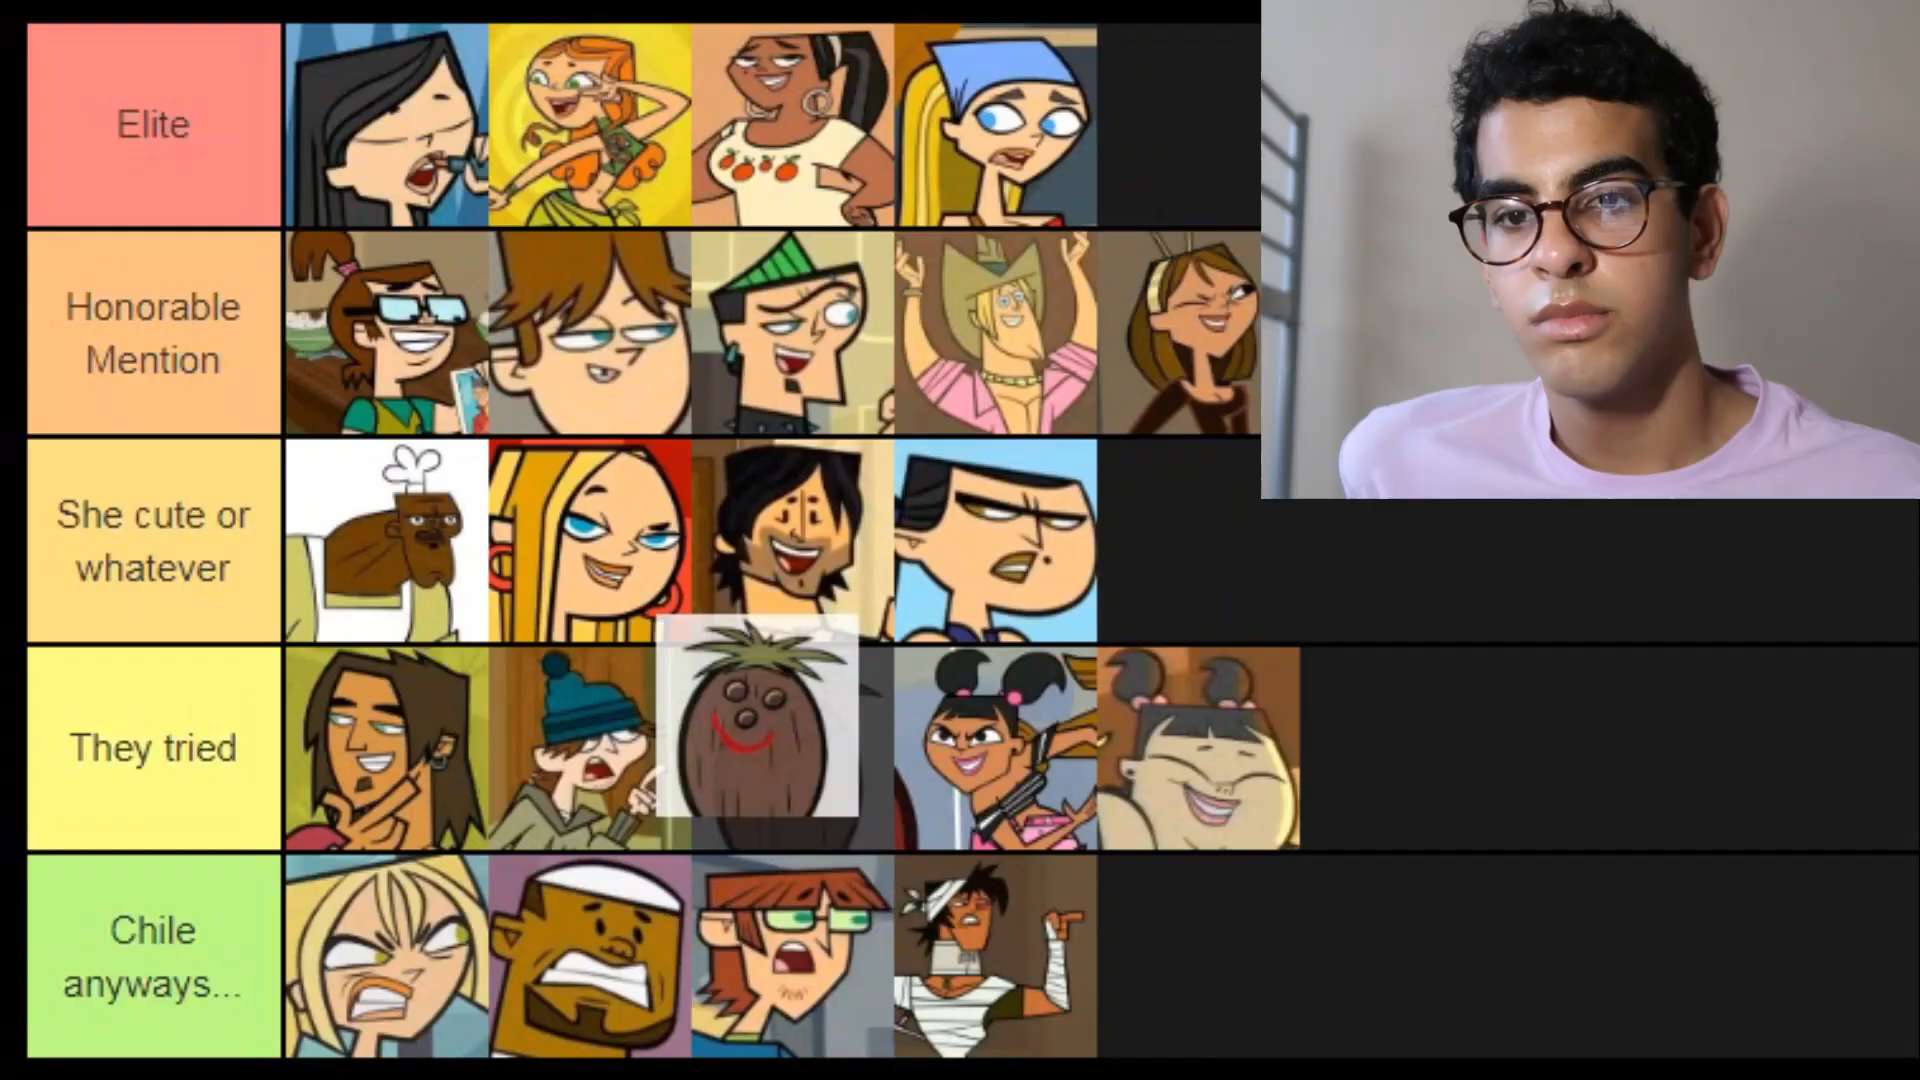 Elite
Honorable
Mention
She cute or
whatever
They tried
Chile
anyways...